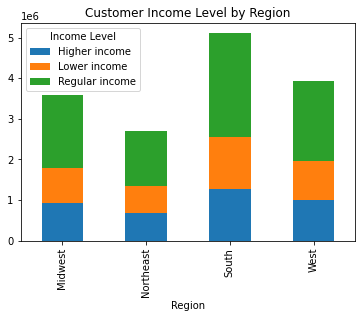 Customer Income Level by Region
1e6
Income Level
Higher income
Lower income
Regular income
5
4
3
2
1
0
Midwest
Northeast
South
West
Region